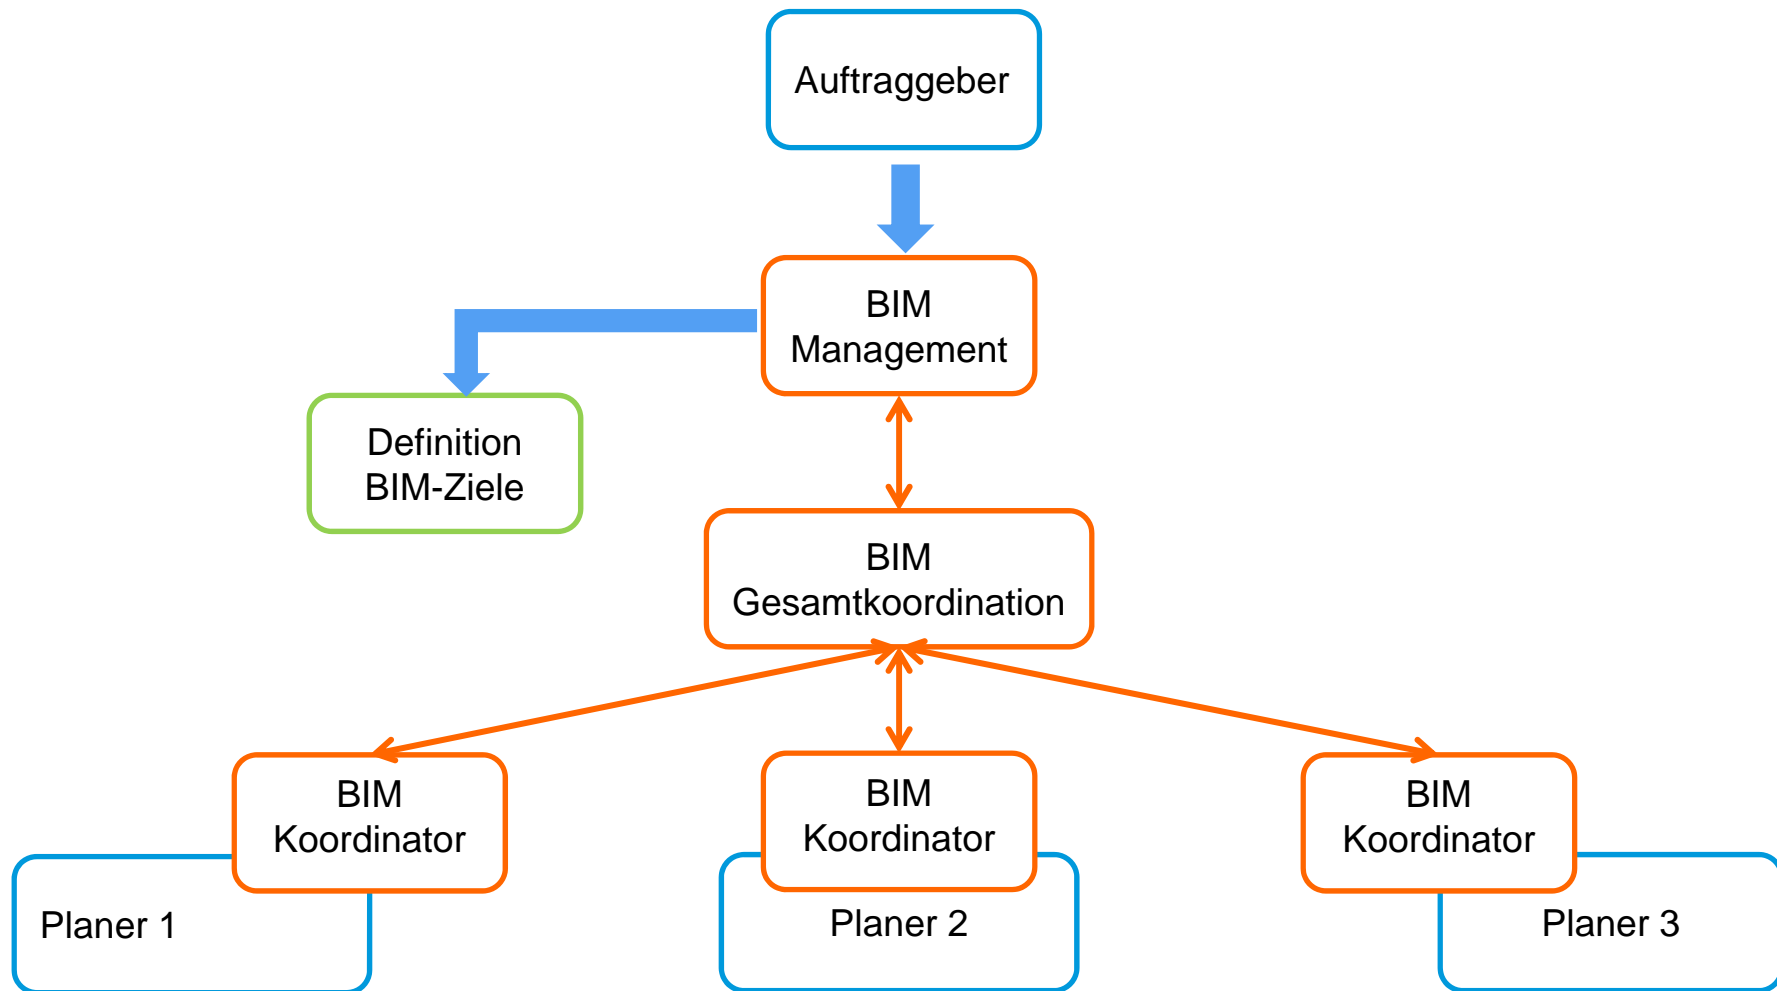 Auftraggeber
BIM
Management
Definition
BIM-Ziele
BIM
Gesamtkoordination
BIM
Koordinator
BIM
Koordinator
BIM
Koordinator
Planer 1
Planer 2
Planer 3